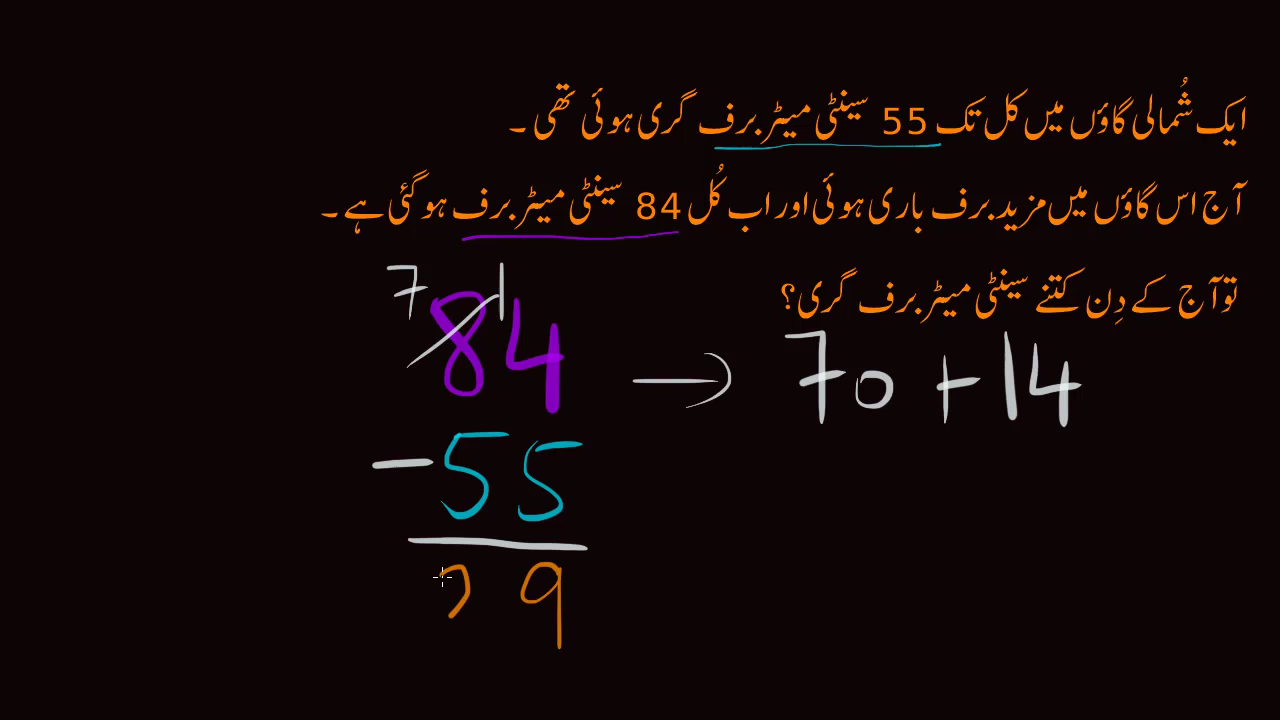 ایک شُمالی گاؤں میں کل تک 55 سینٹی میٹر برف گری ہوئی تھی ۔
آج اس گاؤں میں مزید برف باری ہوئی اور اب کُل 84 سینٹی میٹر برف ہو گئی ہے ۔
تو آج کے دِن کتنے سینٹی میٹر برف گری؟
7 1
84 → 70 + 14
- 55
9